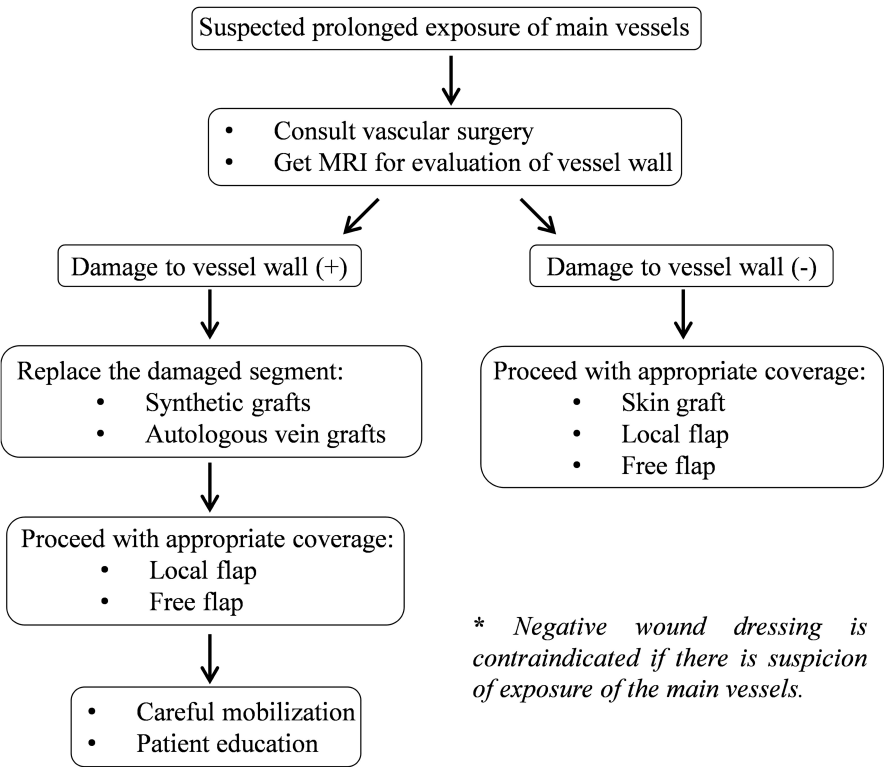 Suspected prolonged exposure of main vessels
• Consult vascular surgery
• Get MRI for evaluation of vessel wall
Damage to vessel wall (+)
Damage to vessel wall (-)
Replace the damaged segment:
• Synthetic grafts
• Autologous vein grafts
Proceed with appropriate coverage:
• Skin graft
• Local flap
• Free flap
Proceed with appropriate coverage:
• Local flap
• Free flap
• Careful mobilization
• Patient education
* Negative wound dressing is
contraindicated if there is suspicion
of exposure of the main vessels.